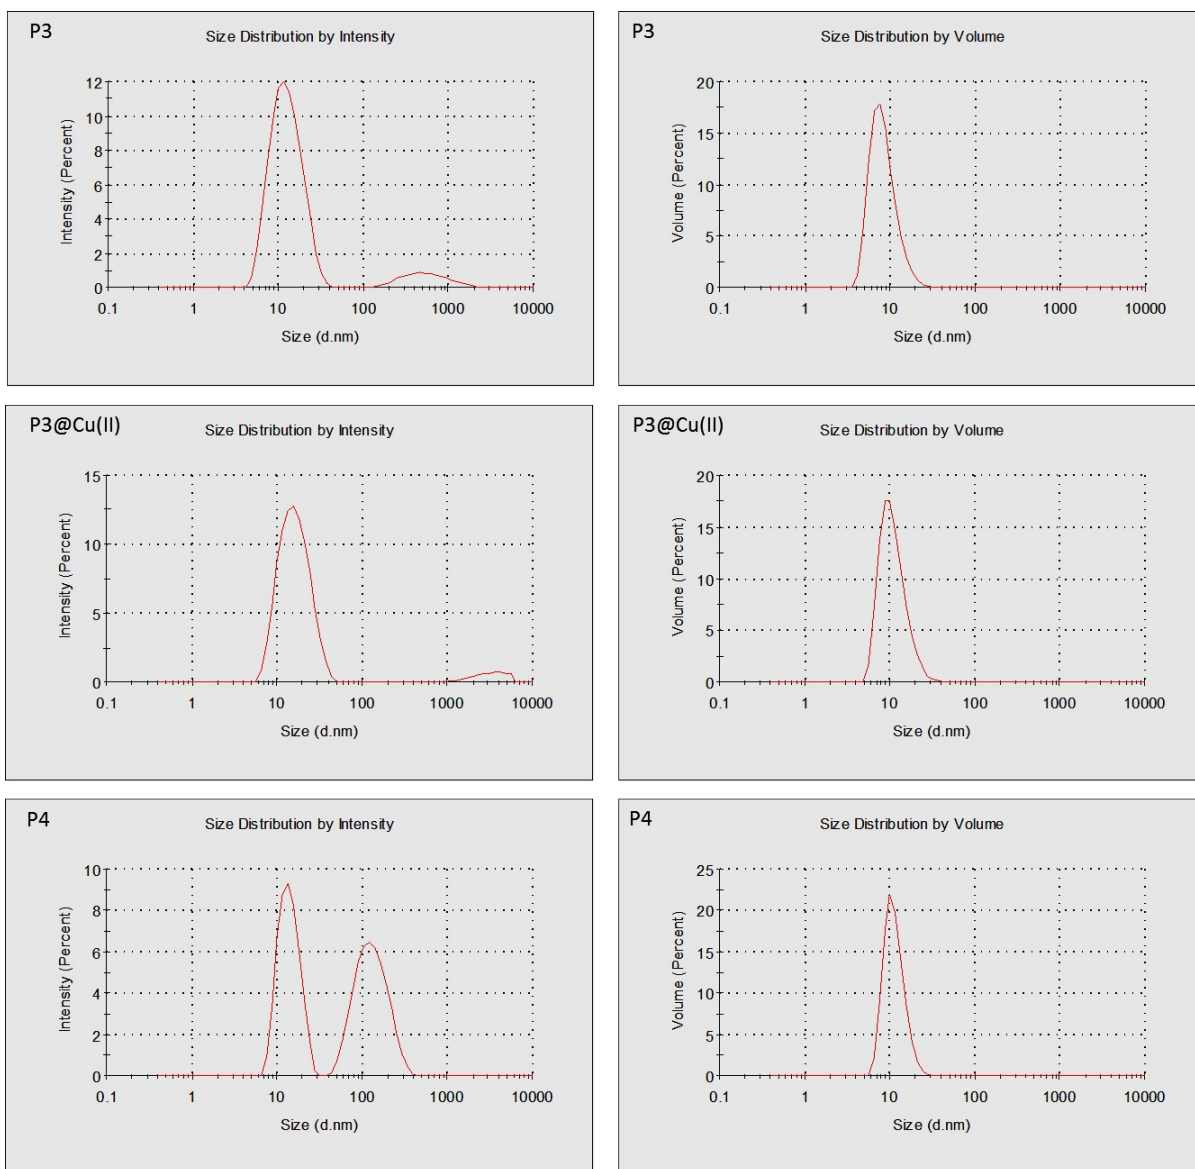 P3
Size Distribution by Intensity
Intensity (Percent)
12
10
8
6
4
2
0
0.1 1 10 100 1000 10000
Size (d.nm)
P3
Size Distribution by Volume
Volume (Percent)
20
15
10
5
0
0.1 1 10 100 1000 10000
Size (d.nm)
P3@Cu(II)
Size Distribution by Intensity
Intensity (Percent)
15
10
5
0
0.1 1 10 100 1000 10000
Size (d.nm)
P3@Cu(II)
Size Distribution by Volume
Volume (Percent)
20
15
10
5
0
0.1 1 10 100 1000 10000
Size (d.nm)
P4
Size Distribution by Intensity
Intensity (Percent)
10
8
6
4
2
0
0.1 1 10 100 1000 10000
Size (d.nm)
P4
Size Distribution by Volume
Volume (Percent)
25
20
15
10
5
0
0.1 1 10 100 1000 10000
Size (d.nm)